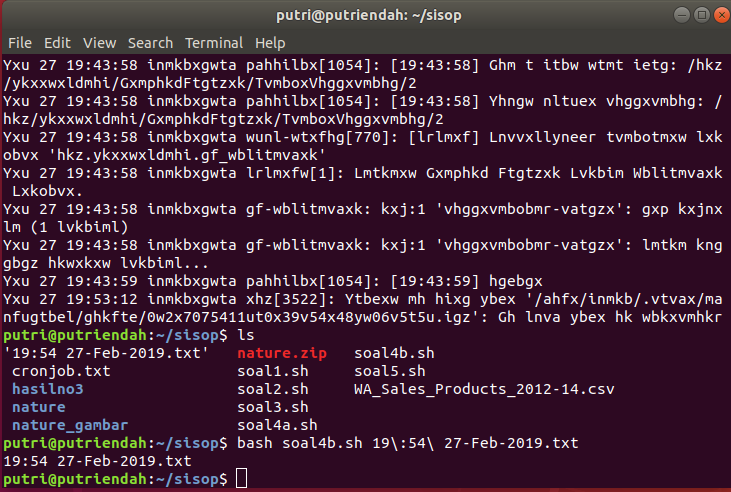 putri@putriendah: ~/sisop
File Edit View Search Terminal Help
Yxu 27 19:43:58 inmkbxgwta pahhilbx[1054]: [19:43:58] Ghm t itbw wtmt ietg: /hkz
/ykxxwxldmhi/GxmphkdFtgtzxk/TvmboxVhggxvmbhg/2
Yxu 27 19:43:58 inmkbxgwta pahhilbx[1054]: [19:43:58] Yhngw nltuex vhggxvmbhg: /
hkz/ykxxwxldmhi/GxmphkdFtgtzxk/TvmboxVhggxvmbhg/2
Yxu 27 19:43:58 inmkbxgwta wunl-wtxfhg[770]: [lrlmxf] Lnvvxllyneer tvmbotmxw lxk
obvx 'hkz.ykxxwxldmhi.gf_wblitmvaxk'
Yxu 27 19:43:58 inmkbxgwta lrlmxfw[1]: Lmtkmxw Gxmphkd Ftgtzxk Lvkbim Wblitmvaxk
Lxkobvx.
Yxu 27 19:43:58 inmkbxgwta gf-wblitmvaxk: kxj:1 'vhggxvmbobmr-vatgzx': gxp kxjnx
lm (1 lvkbiml)
Yxu 27 19:43:58 inmkbxgwta gf-wblitmvaxk: kxj:1 'vhggxvmbobmr-vatgzx': lmtkm kng
gbgz hkwxkxw lvkbiml...
Yxu 27 19:43:59 inmkbxgwta pahhilbx[1054]: [19:43:59] hgebgx
Yxu 27 19:53:12 inmkbxgwta xhz[3522]: Ytbexw mh hixg ybex '/ahfx/inmkb/.vtvax/ma
nfugtbel/ghkfte/0w2x7075411ut0x39v54x48yw06v5t5u.igz': Gh lnva ybex hk wbkxvmhkr
putri@putriendah:~/sisop$ ls
'19:54 27-Feb-2019.txt' nature.zip soal4b.sh
cronjob.txt soal1.sh soal5.sh
hasilno3 soal2.sh WA_Sales_Products_2012-14.csv
nature soal3.sh
nature_gambar soal4a.sh
putri@putriendah:~/sisop$ bash soal4b.sh 19\:54\ 27-Feb-2019.txt
19:54 27-Feb-2019.txt
putri@putriendah:~/sisop$